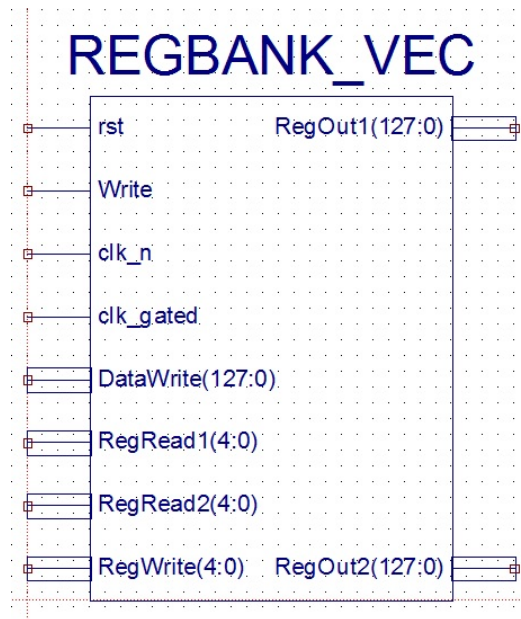 REGBANK_VEC
rst RegOut1(127:0)
Write
clk_n
clk_gated
DataWrite(127:0)
RegRead1(4:0)
RegRead2(4:0)
RegWrite(4:0) RegOut2(127:0)